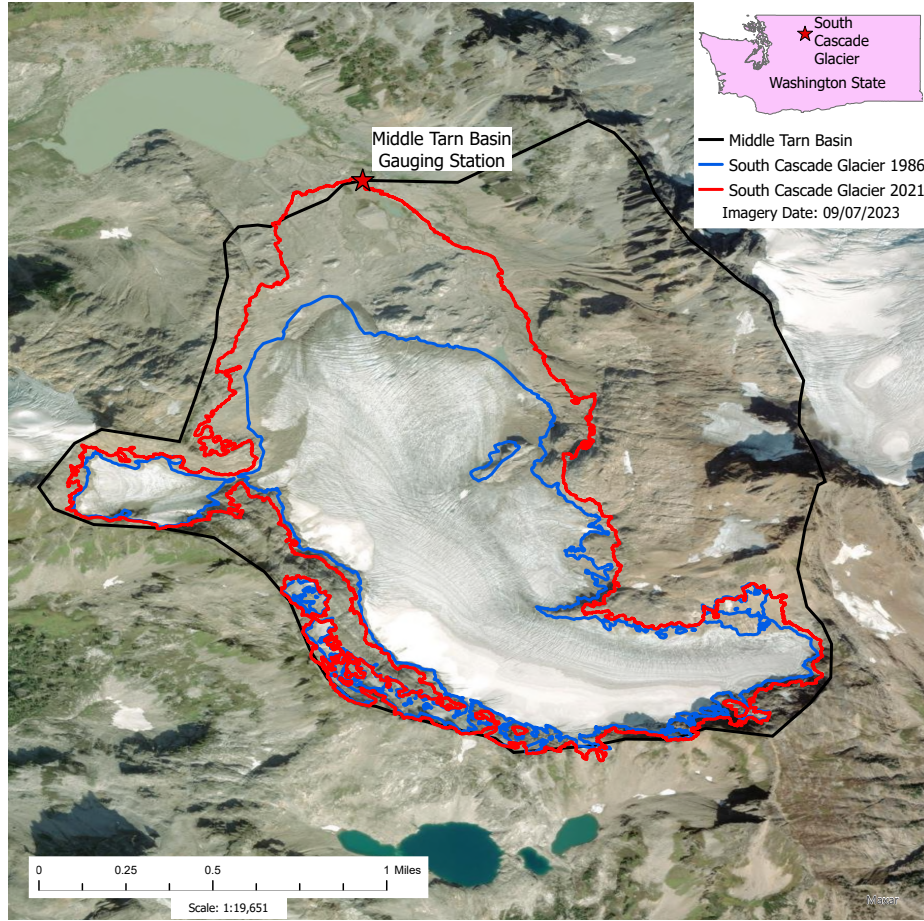 South
Cascade
Glacier
Washington State
Middle Tarn Basin
South Cascade Glacier 1986
South Cascade Glacier 2021
Imagery Date: 09/07/2023
Middle Tarn Basin
Gauging Station
0 0.25 0.5 1 Miles
Scale: 1:19,651
Maxar